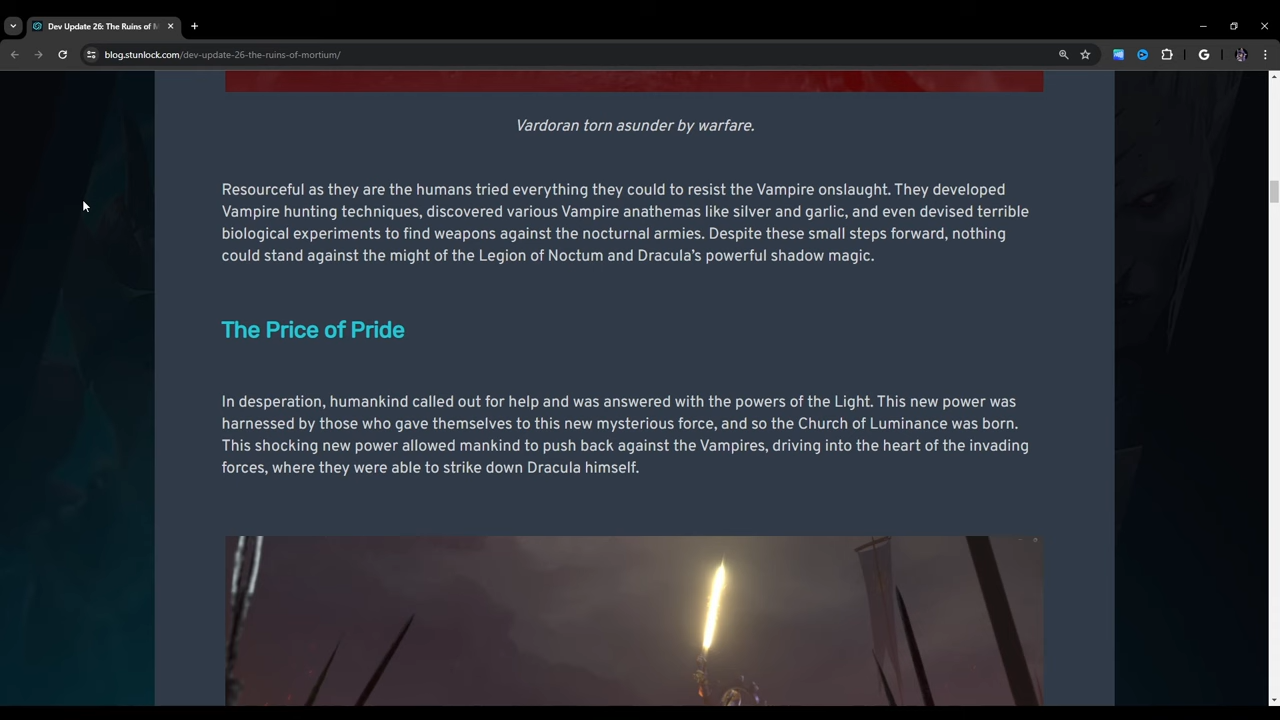 Dev Update 26: The Ruins of M
blog.stunlock.com/dev-update-26-the-ruins-of-mortium/
Vardoran torn asunder by warfare.
Resourceful as they are the humans tried everything they could to resist the Vampire onslaught. They developed
Vampire hunting techniques, discovered various Vampire anathemas like silver and garlic, and even devised terrible
biological experiments to find weapons against the nocturnal armies. Despite these small steps forward, nothing
could stand against the might of the Legion of Noctum and Dracula’s powerful shadow magic.
The Price of Pride
In desperation, humankind called out for help and was answered with the powers of the Light. This new power was
harnessed by those who gave themselves to this new mysterious force, and so the Church of Luminance was born.
This shocking new power allowed mankind to push back against the Vampires, driving into the heart of the invading
forces, where they were able to strike down Dracula himself.